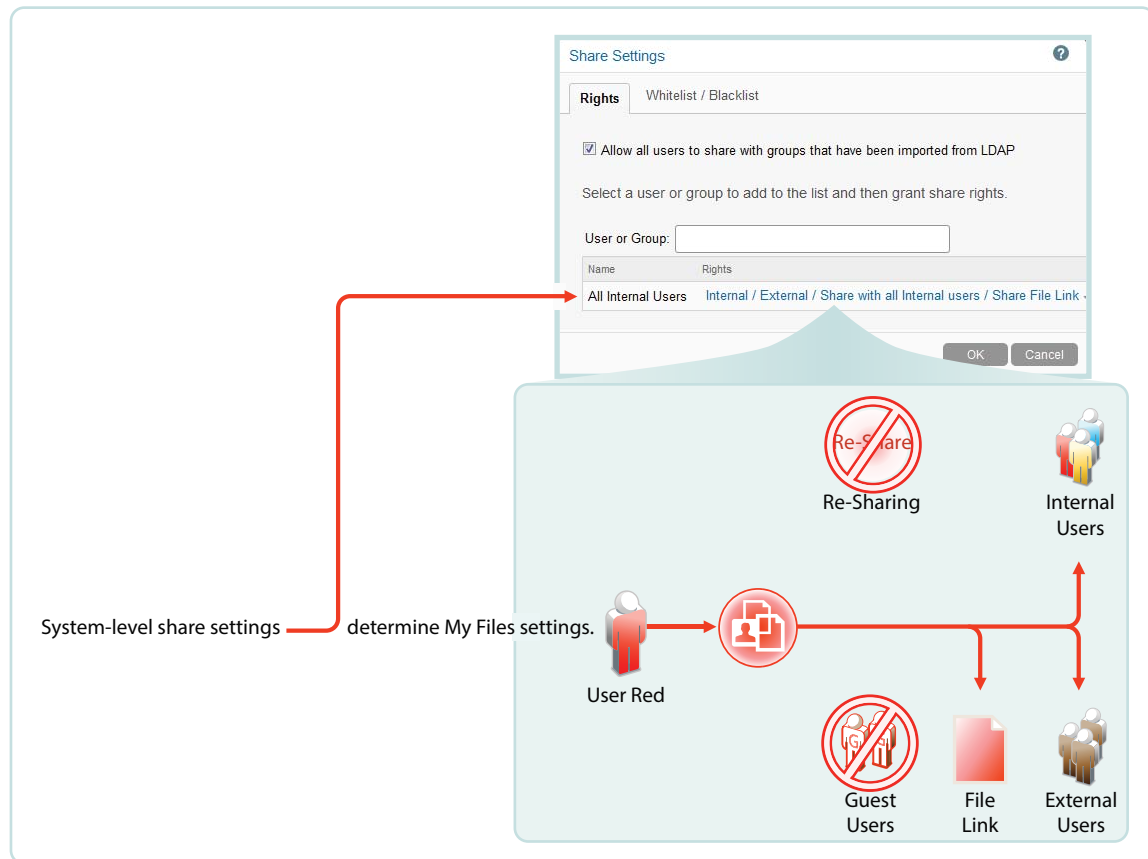 Share Settings
?
Rights
Whitelist / Blacklist
Allow all users to share with groups that have been imported from LDAP
Select a user or group to add to the list and then grant share rights.
User or Group:
Name Rights
All Internal Users Internal / External / Share with all Internal users / Share File Link
OK Cancel
Re-Share
Re-Sharing
Internal
Users
System-level share settings determine My Files settings.
User Red
G G
Guest
Users
File
Link
External
Users